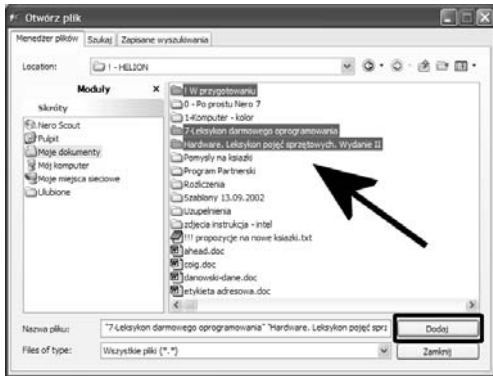 Otwórz plik
Menedżer plików Szukaj Zapisane wyszukiwania
Location: ! - HELION
Moduły x
Skróty
Nero Scout
Pulpit
Moje dokumenty
Mój komputer
Moje miejsca sieciowe
Ulubione
! W przygotowaniu
0 - Po prostu Nero 7
1-Komputer - kolor
7-Leksykon darmowego oprogramowania
Hardware. Leksykon pojęć sprzętowych. Wydanie II
Pomysly na ksiazki
Program Partnerski
Rozliczenia
Szablony 13.09.2002
Uzupełnienia
zdjecia instrukcja - intel
!!! propozycje na nowe ksiazki.txt
ahead.doc
coig.doc
danowski-dane.doc
etykieta adresowa.doc
Nazwa pliku: "7-Leksykon darmowego oprogramowania" "Hardware. Leksykon pojęć sprz Dodaj
Files of type: Wszystkie pliki (*.*) Zamknij